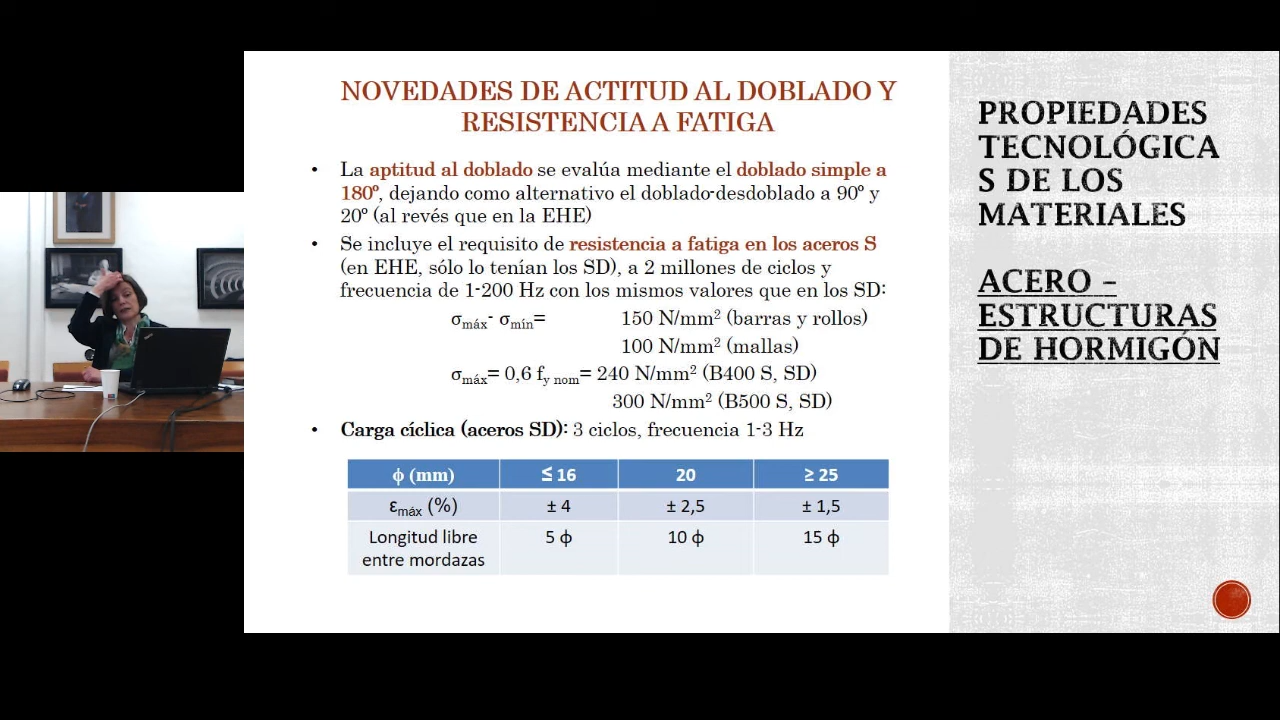 NOVEDADES DE ACTITUD AL DOBLADO Y
RESISTENCIA A FATIGA
• La aptitud al doblado se evalúa mediante el doblado simple a
180º, dejando como alternativo el doblado-desdoblado a 90º y
20º (al revés que en la EHE)
• Se incluye el requisito de resistencia a fatiga en los aceros S
(en EHE, sólo lo tenían los SD), a 2 millones de ciclos y
frecuencia de 1-200 Hz con los mismos valores que en los SD:
σmáx- σmín= 150 N/mm² (barras y rollos)
100 N/mm² (mallas)
σmáx= 0,6 fy nom= 240 N/mm² (B400 S, SD)
300 N/mm² (B500 S, SD)
• Carga cíclica (aceros SD): 3 ciclos, frecuencia 1-3 Hz
ϕ (mm) ≤ 16 20 ≥ 25
εmáx (%) ± 4 ± 2,5 ± 1,5
Longitud libre 5 ϕ 10 ϕ 15 ϕ
entre mordazas
PROPIEDADES
TECNOLÓGICA
S DE LOS
MATERIALES
ACERO –
ESTRUCTURAS
DE HORMIGÓN